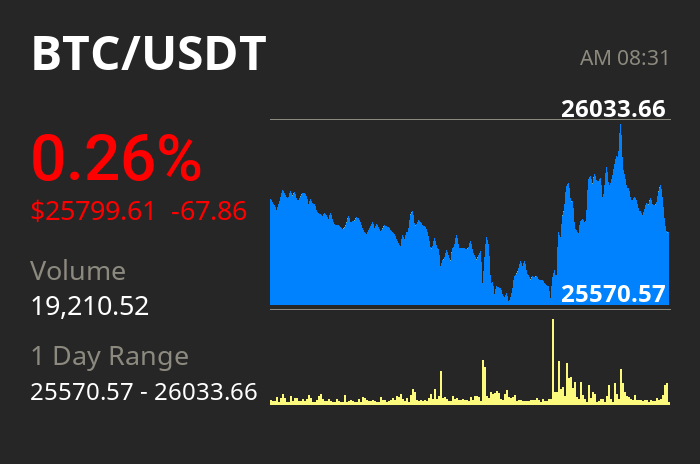 BTC/USDT
AM 08:31
26033.66
0.26%
$25799.61 -67.86
Volume
25570.57
19,210.52
1 Day Range
25570.57 - 26033.66